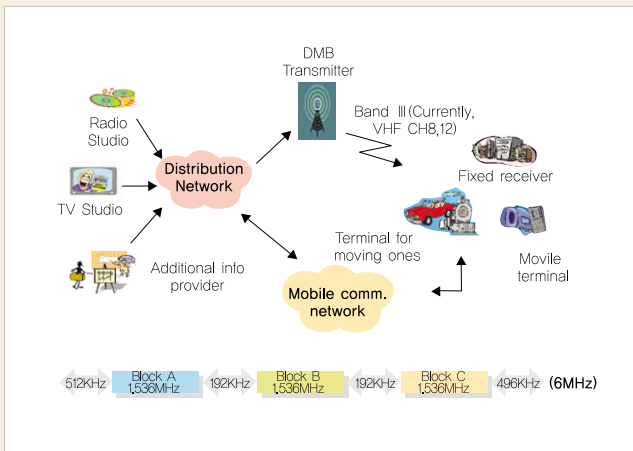 DMB
Transmitter
Band III(Currently,
VHF CH8,12)
Radio
Studio
Distribution
Network
Fixed receiver
TV Studio
Terminal for
moving ones
Movile
terminal
Additional info
provider
Mobile comm.
network
512KHz
Block A
1.536MHz
192KHz
Block B
1.536MHz
192KHz
Block C
1.536MHz
496KHz
(6MHz)